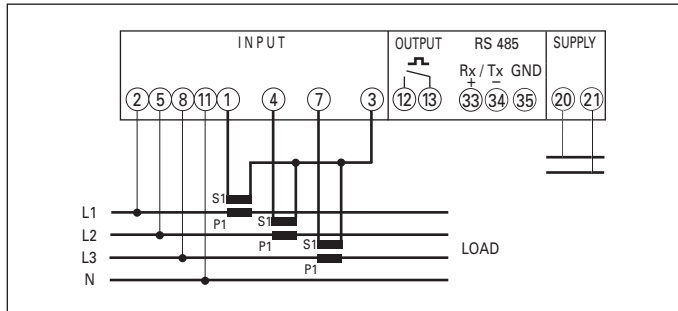 INPUT OUTPUT RS 485 SUPPLY
Rx / Tx GND
+ −
2 5 8 11 1 4 7 3 12 13 33 34 35 20 21
S1
L1
P1
S1
L2
P1
S1
L3
P1
LOAD
N